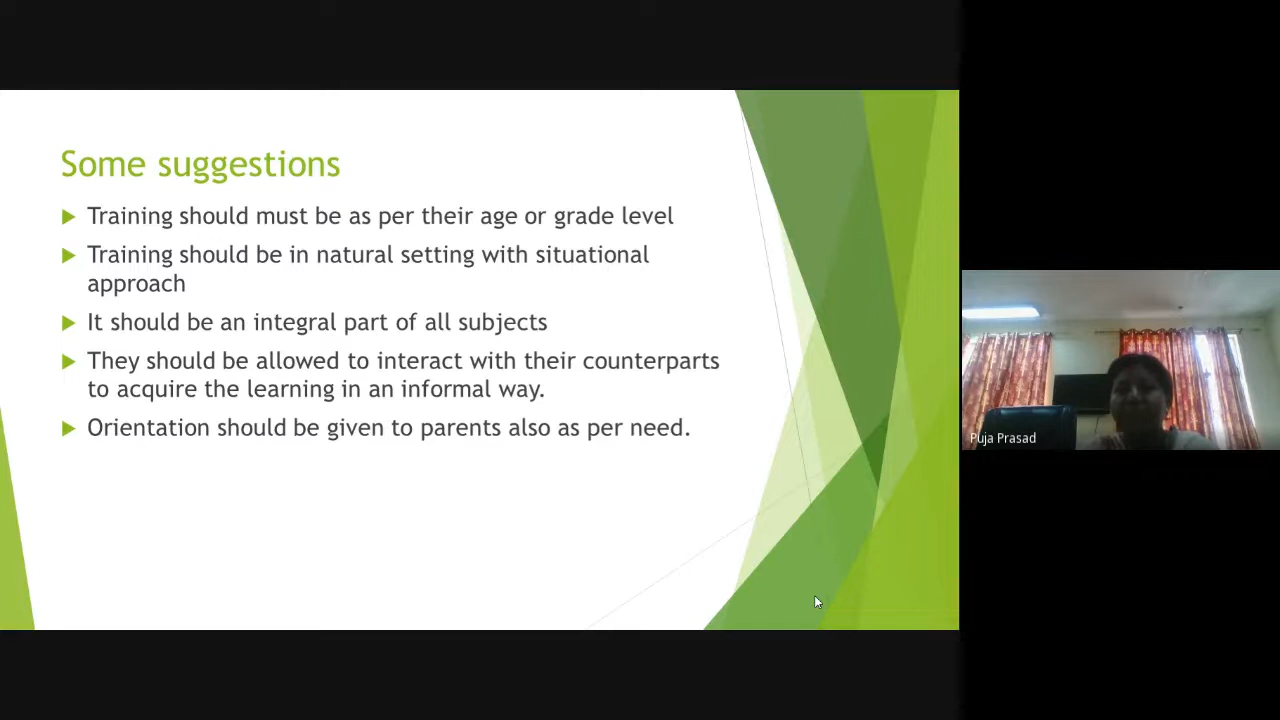 Some suggestions
Training should must be as per their age or grade level
Training should be in natural setting with situational
approach
It should be an integral part of all subjects
They should be allowed to interact with their counterparts
to acquire the learning in an informal way.
Orientation should be given to parents also as per need.
Puja Prasad